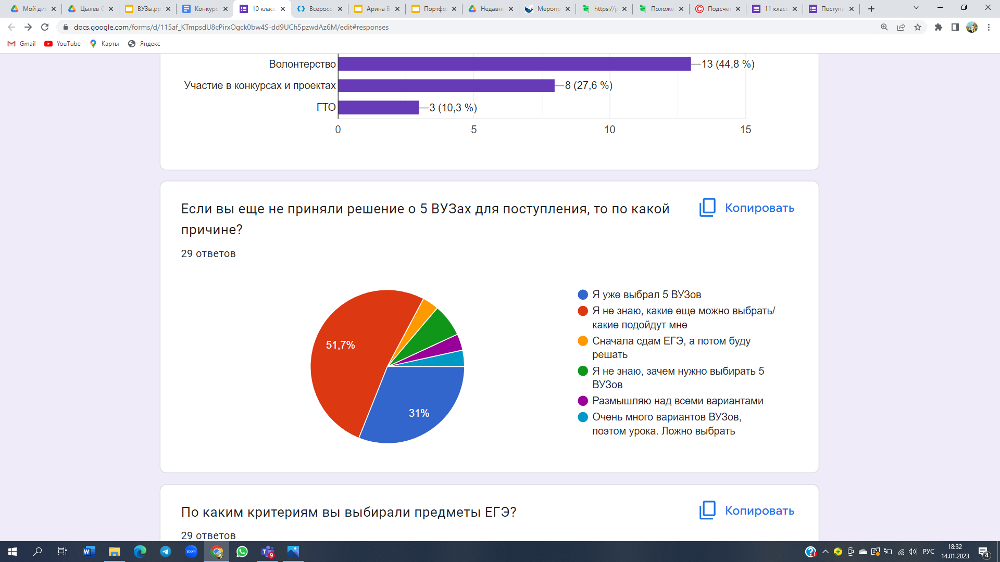 Мой дис
Цылев С
ВУЗы.pp
Конкурс
10 класс
Всеросс
Арина Б
Портфо
Недавн
Меропр
https://p
Положе
Подсчет
11 класс
Поступл
docs.google.com/forms/d/115af_KTmpsdU8cPirxOgck0bw4S-dd9UCh5pzwdAz6M/edit#responses
Gmail
YouTube
Карты
Яндекс
Волонтерство
13 (44,8 %)
Участие в конкурсах и проектах
8 (27,6 %)
ГТО
3 (10,3 %)
0
5
10
15
Если вы еще не приняли решение о 5 ВУЗах для поступления, то по какой
причине?
Копировать
29 ответов
51,7%
31%
Я уже выбрал 5 ВУЗов
Я не знаю, какие еще можно выбрать/
какие подойдут мне
Сначала сдам ЕГЭ, а потом буду
решать
Я не знаю, зачем нужно выбирать 5
ВУЗов
Размышляю над всеми вариантами
Очень много вариантов ВУЗов,
поэтом урока. Ложно выбрать
По каким критериям вы выбирали предметы ЕГЭ?
Копировать
29 ответов
W
zoom
T
9
РУС
18:32
14.01.2023
4